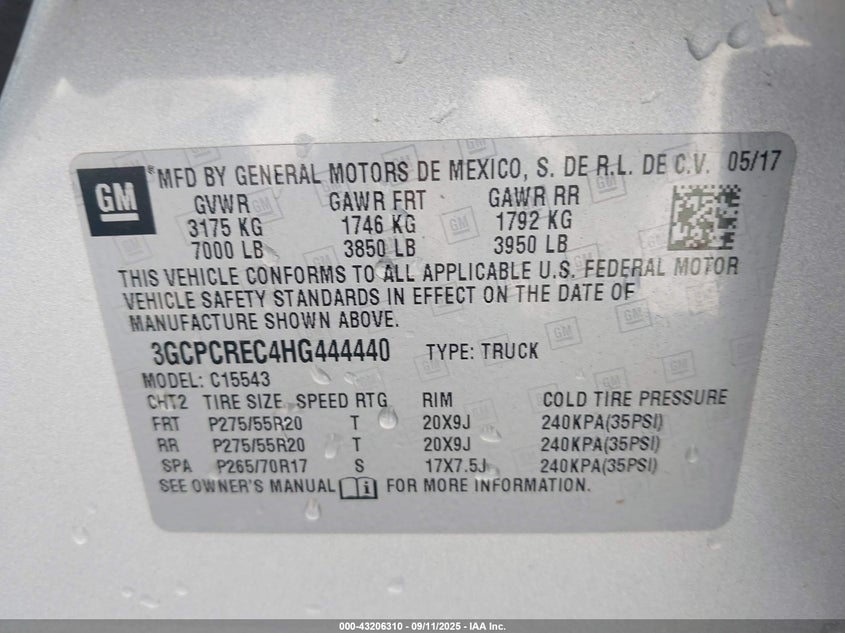 GM
®MFD BY GENERAL MOTORS DE MEXICO, S. DE R.L. DE C.V. 05/17
GVWR GAWR FRT GAWR RR
3175 KG 1746 KG 1792 KG
7000 LB 3850 LB 3950 LB
THIS VEHICLE CONFORMS TO ALL APPLICABLE U.S. FEDERAL MOTOR
VEHICLE SAFETY STANDARDS IN EFFECT ON THE DATE OF
MANUFACTURE SHOWN ABOVE.
3GCPCREC4HG444440 TYPE: TRUCK
MODEL: C15543
CHT2 TIRE SIZE SPEED RTG RIM COLD TIRE PRESSURE
FRT P275/55R20 T 20X9J 240KPA(35PSI)
RR P275/55R20 T 20X9J 240KPA(35PSI)
SPA P265/70R17 S 17X7.5J 240KPA(35PSI)
SEE OWNER'S MANUAL i FOR MORE INFORMATION.
000-43206310 - 09/11/2025 - IAA Inc.